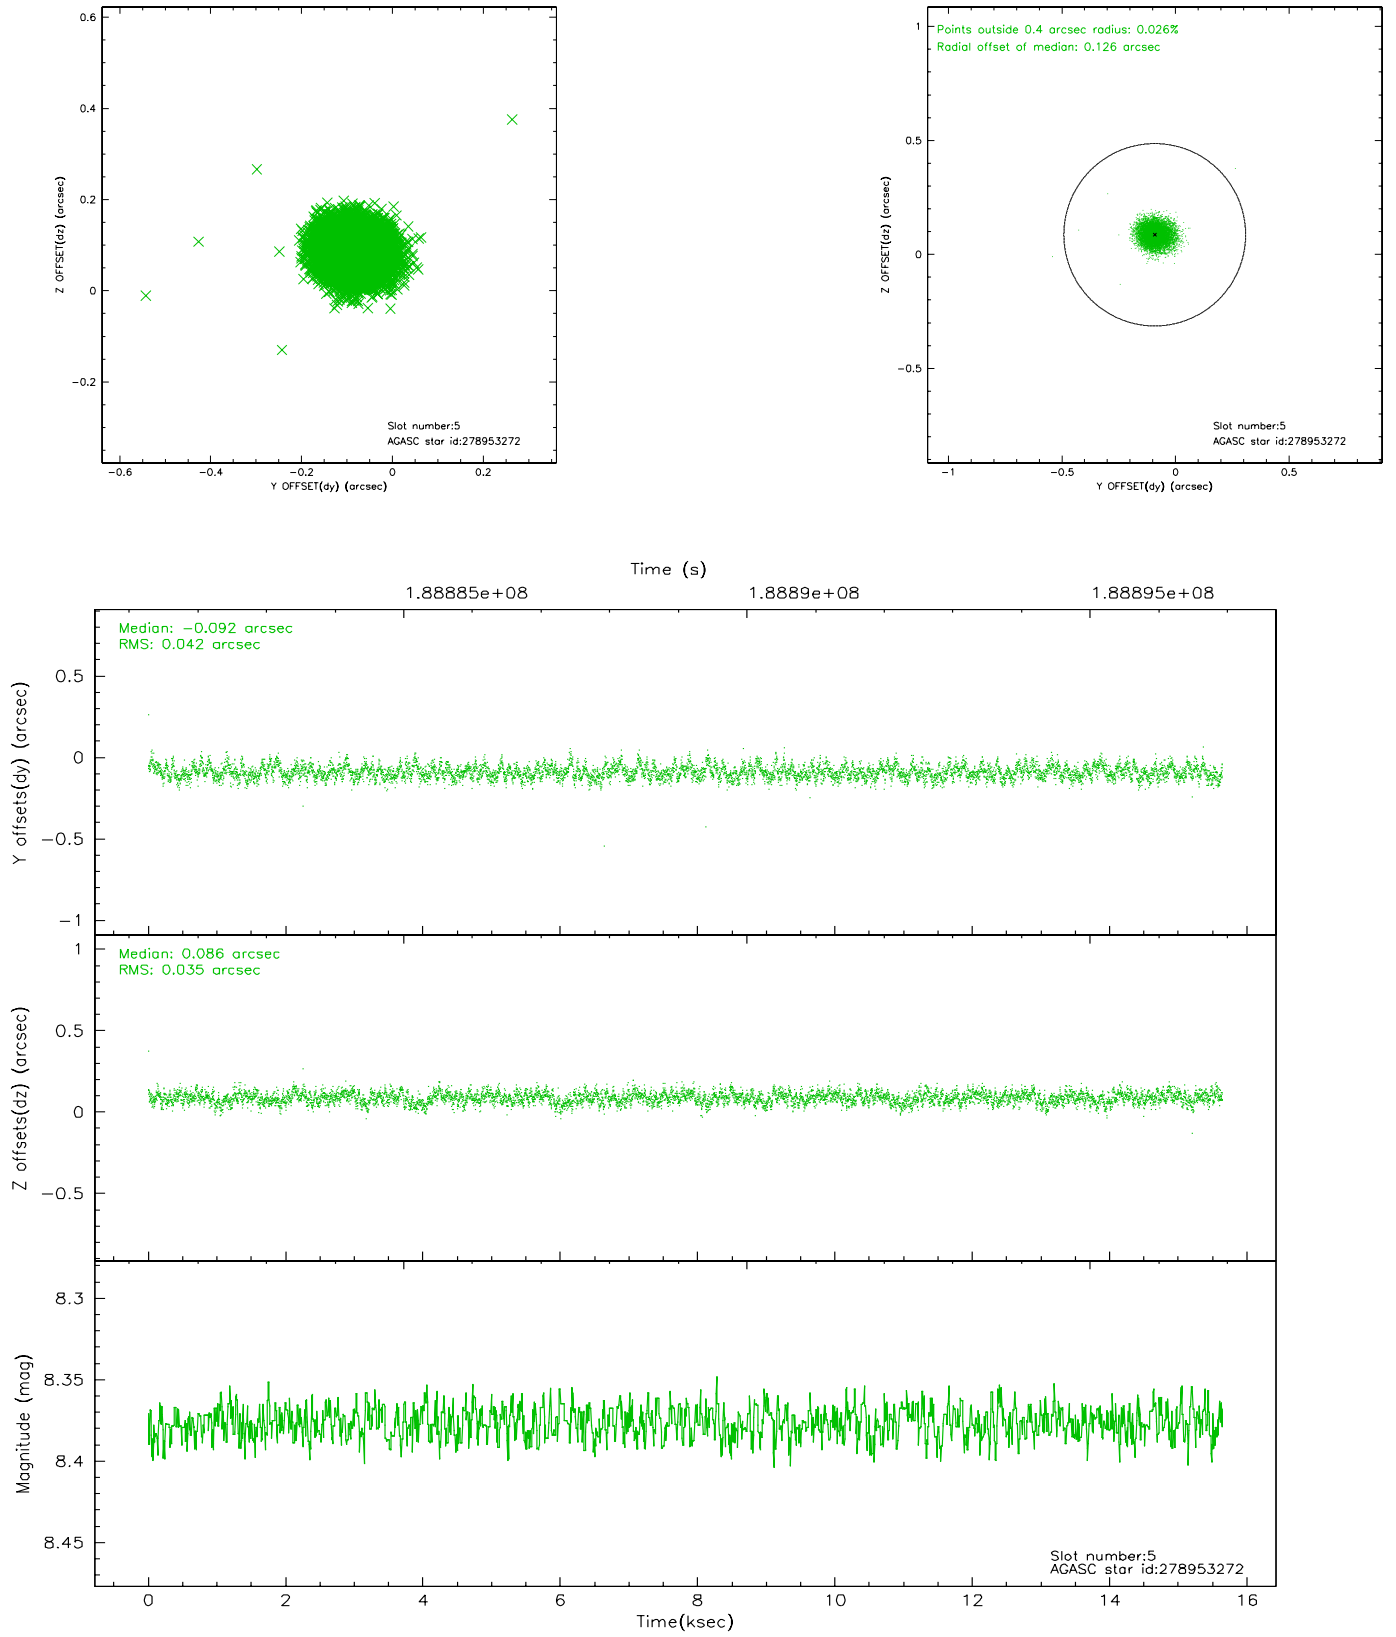 0.6
0.4
0.2
0
−0.2
Z OFFSET(dz) (arcsec)
Slot number:5
AGASC star id:278953272
−0.6 −0.4 −0.2 0 0.2
Y OFFSET(dy) (arcsec)
Points outside 0.4 arcsec radius: 0.026%
Radial offset of median: 0.126 arcsec
1
0.5
0
−0.5
Z OFFSET(dz) (arcsec)
Slot number:5
AGASC star id:278953272
−1 −0.5 0 0.5
Y OFFSET(dy) (arcsec)
Time (s)
1.88885e+08 1.8889e+08 1.88895e+08
Median: −0.092 arcsec
RMS: 0.042 arcsec
0.5
0
−0.5
−1
Y offsets(dy) (arcsec)
Median: 0.086 arcsec
RMS: 0.035 arcsec
1
0.5
0
−0.5
Z offsets(dz) (arcsec)
8.3
8.35
8.4
8.45
Magnitude (mag)
Slot number:5
AGASC star id:278953272
0 2 4 6 8 10 12 14 16
Time(ksec)